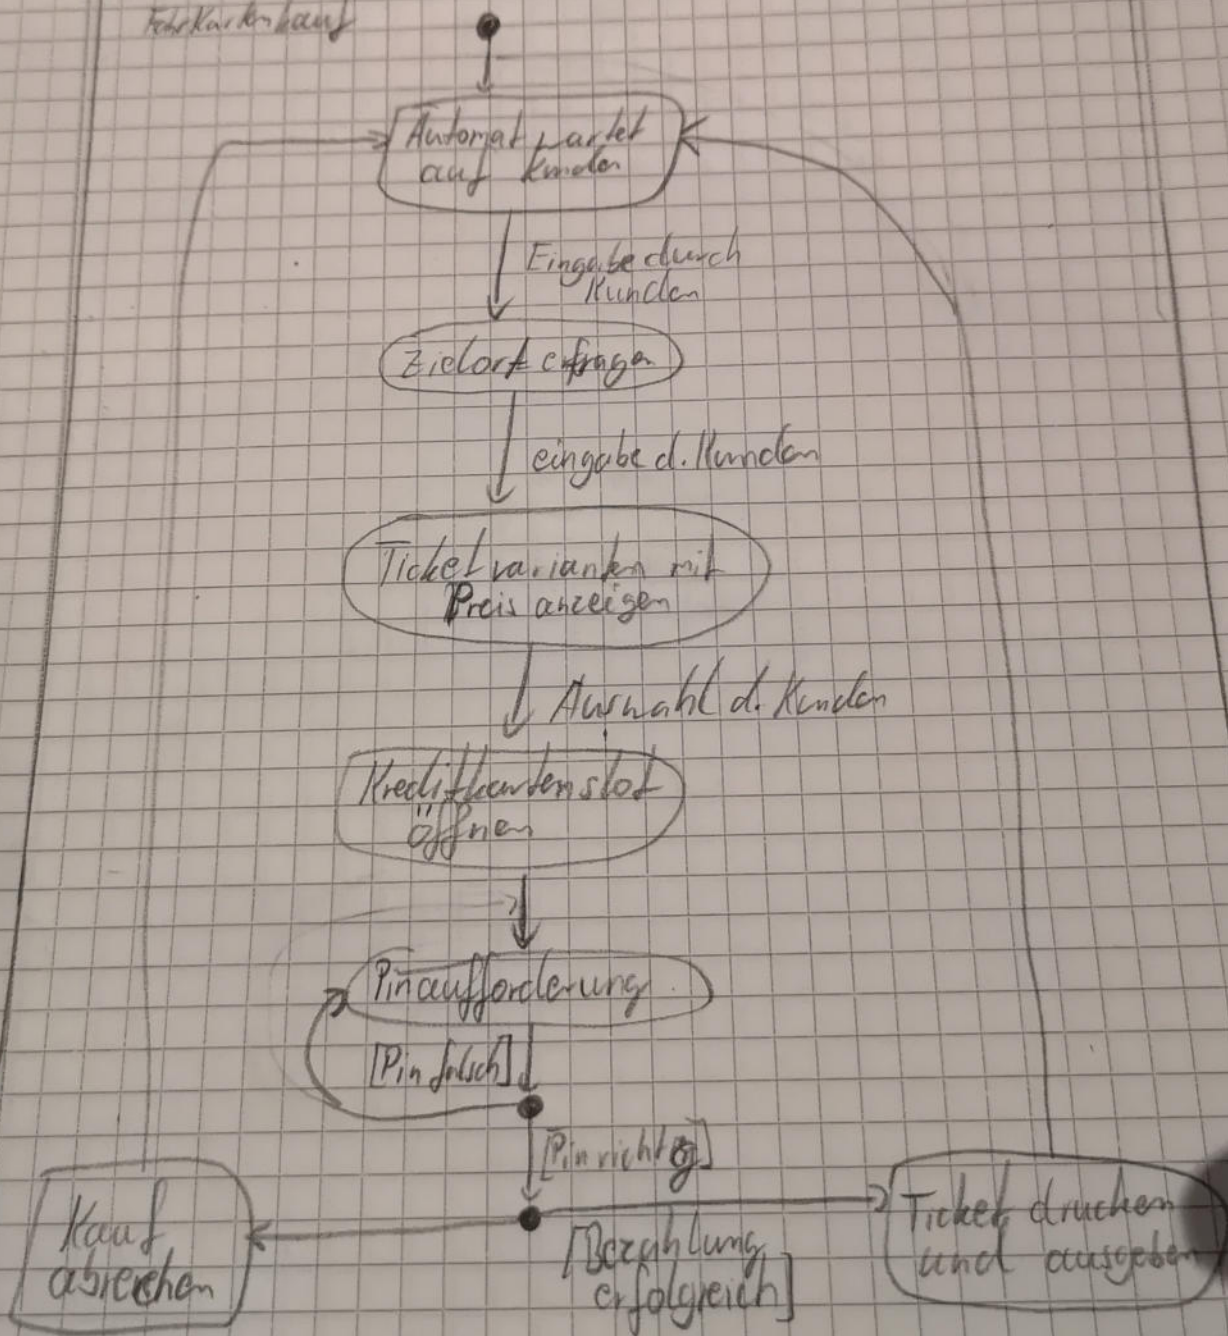 Fahrkartenkauf
Automat wartet
auf Kunden
Eingabe durch
Kunden
Zielort erfragen
eingabe d. Kunden
Ticketvarianten mit
Preis anzeigen
Auswahl d. Kunden
Kreditkartenslot
öffnen
Pinaufforderung
[Pin falsch]
[Pin richtig]
Kauf
abbrechen
[Bezahlung
erfolgreich]
Ticket drucken
und ausgeben